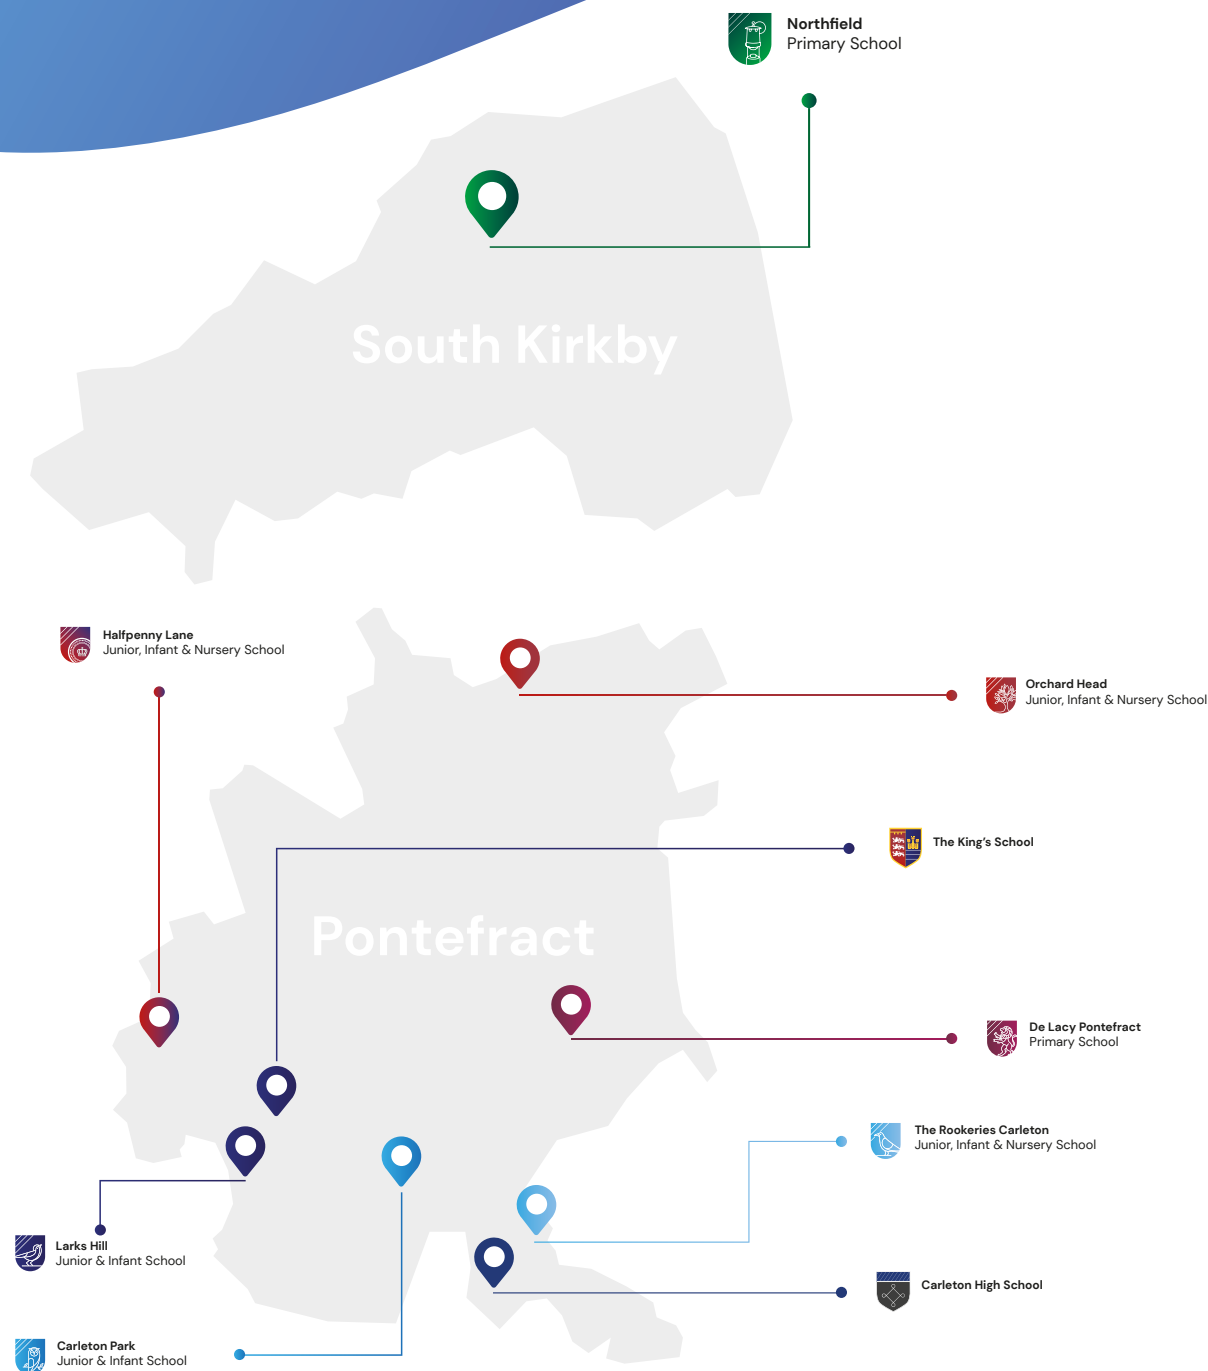 Northfield
Primary School
South Kirkby
Halfpenny Lane
Junior, Infant & Nursery School
Orchard Head
Junior, Infant & Nursery School
The King's School
Pontefract
De Lacy Pontefract
Primary School
The Rookeries Carleton
Junior, Infant & Nursery School
Larks Hill
Junior & Infant School
Carleton High School
Carleton Park
Junior & Infant School